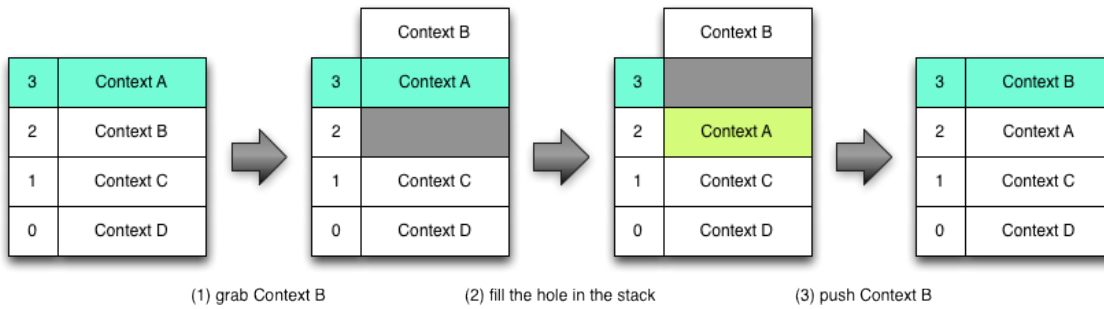 3 Context A
2 Context B
1 Context C
0 Context D
Context B
3 Context A
2
1 Context C
0 Context D
Context B
3
2 Context A
1 Context C
0 Context D
3 Context B
2 Context A
1 Context C
0 Context D
(1) grab Context B
(2) fill the hole in the stack
(3) push Context B